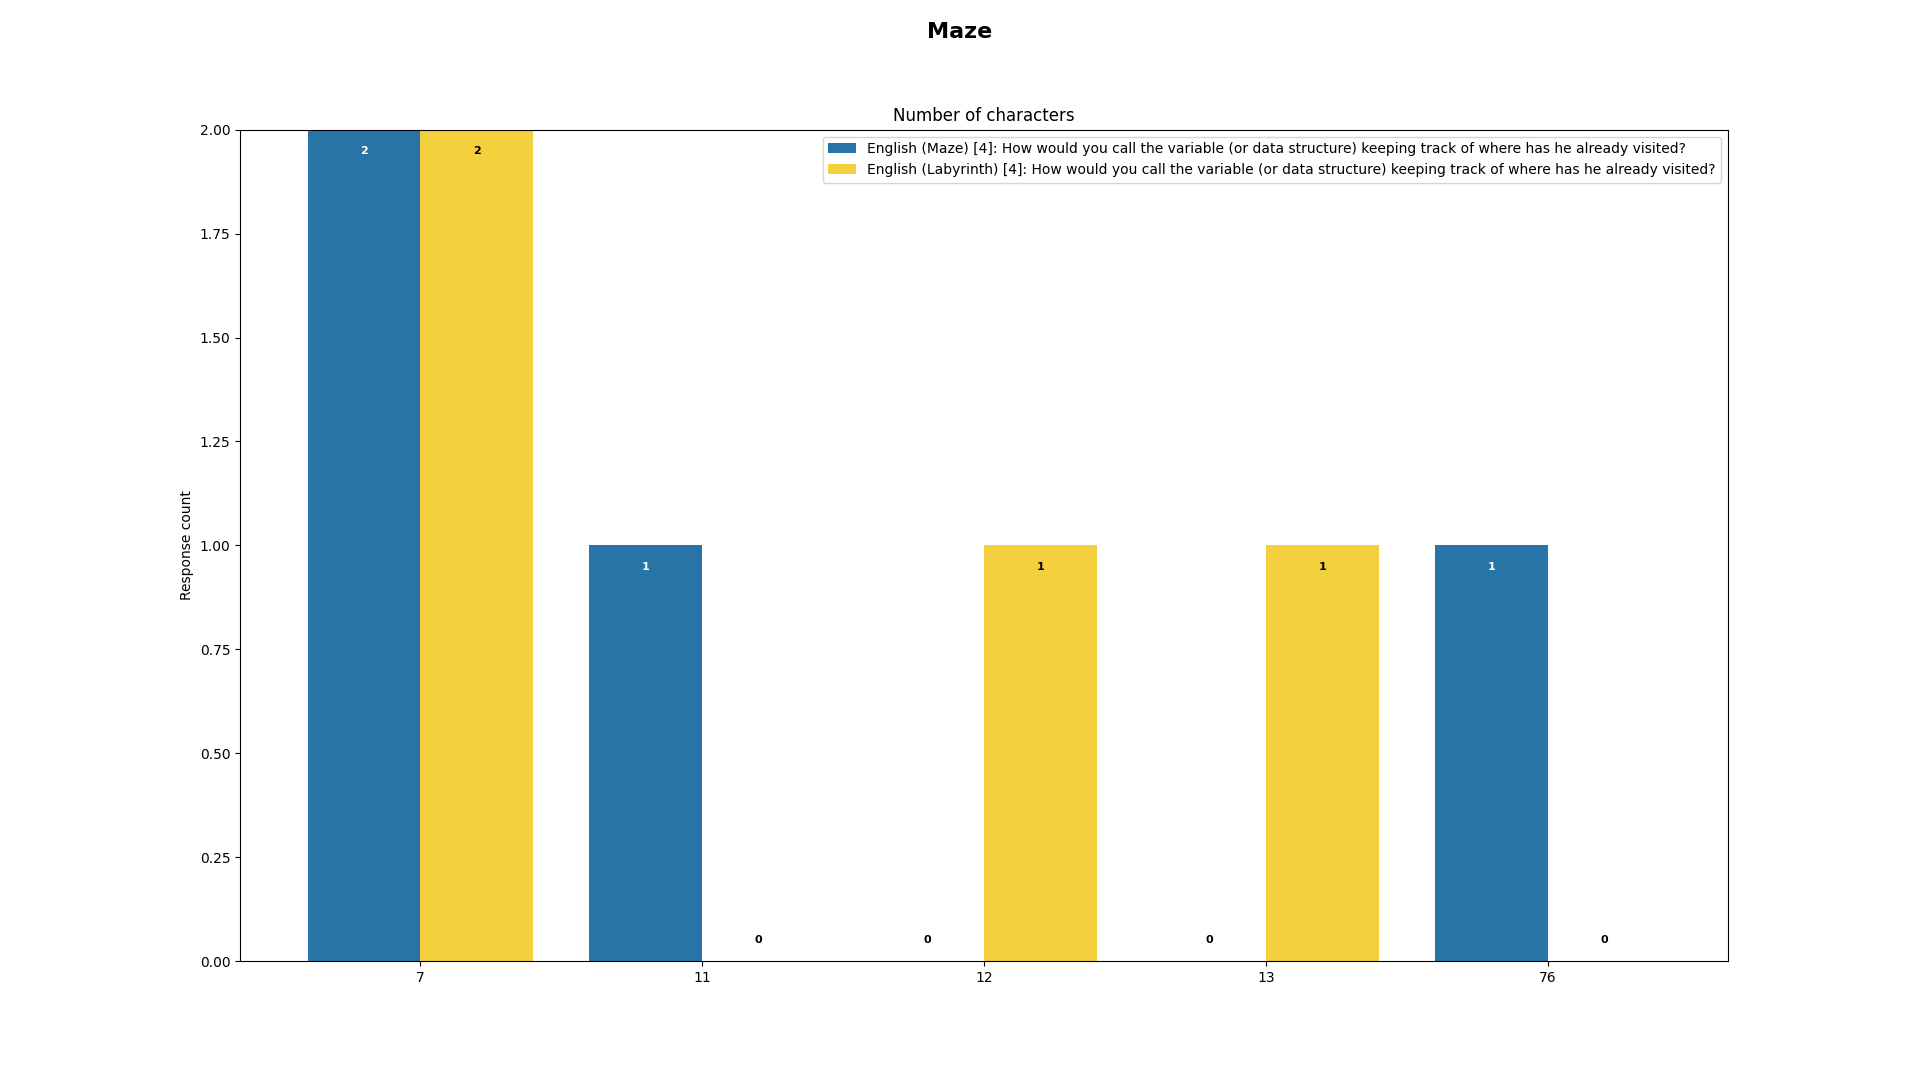 Maze
Number of characters
English (Maze) [4]: How would you call the variable (or data structure) keeping track of where has he already visited?
English (Labyrinth) [4]: How would you call the variable (or data structure) keeping track of where has he already visited?
Response count
2.00
1.75
1.50
1.25
1.00
0.75
0.50
0.25
0.00
2 2
1 1 1 1
0 0 0 0
7 11 12 13 76